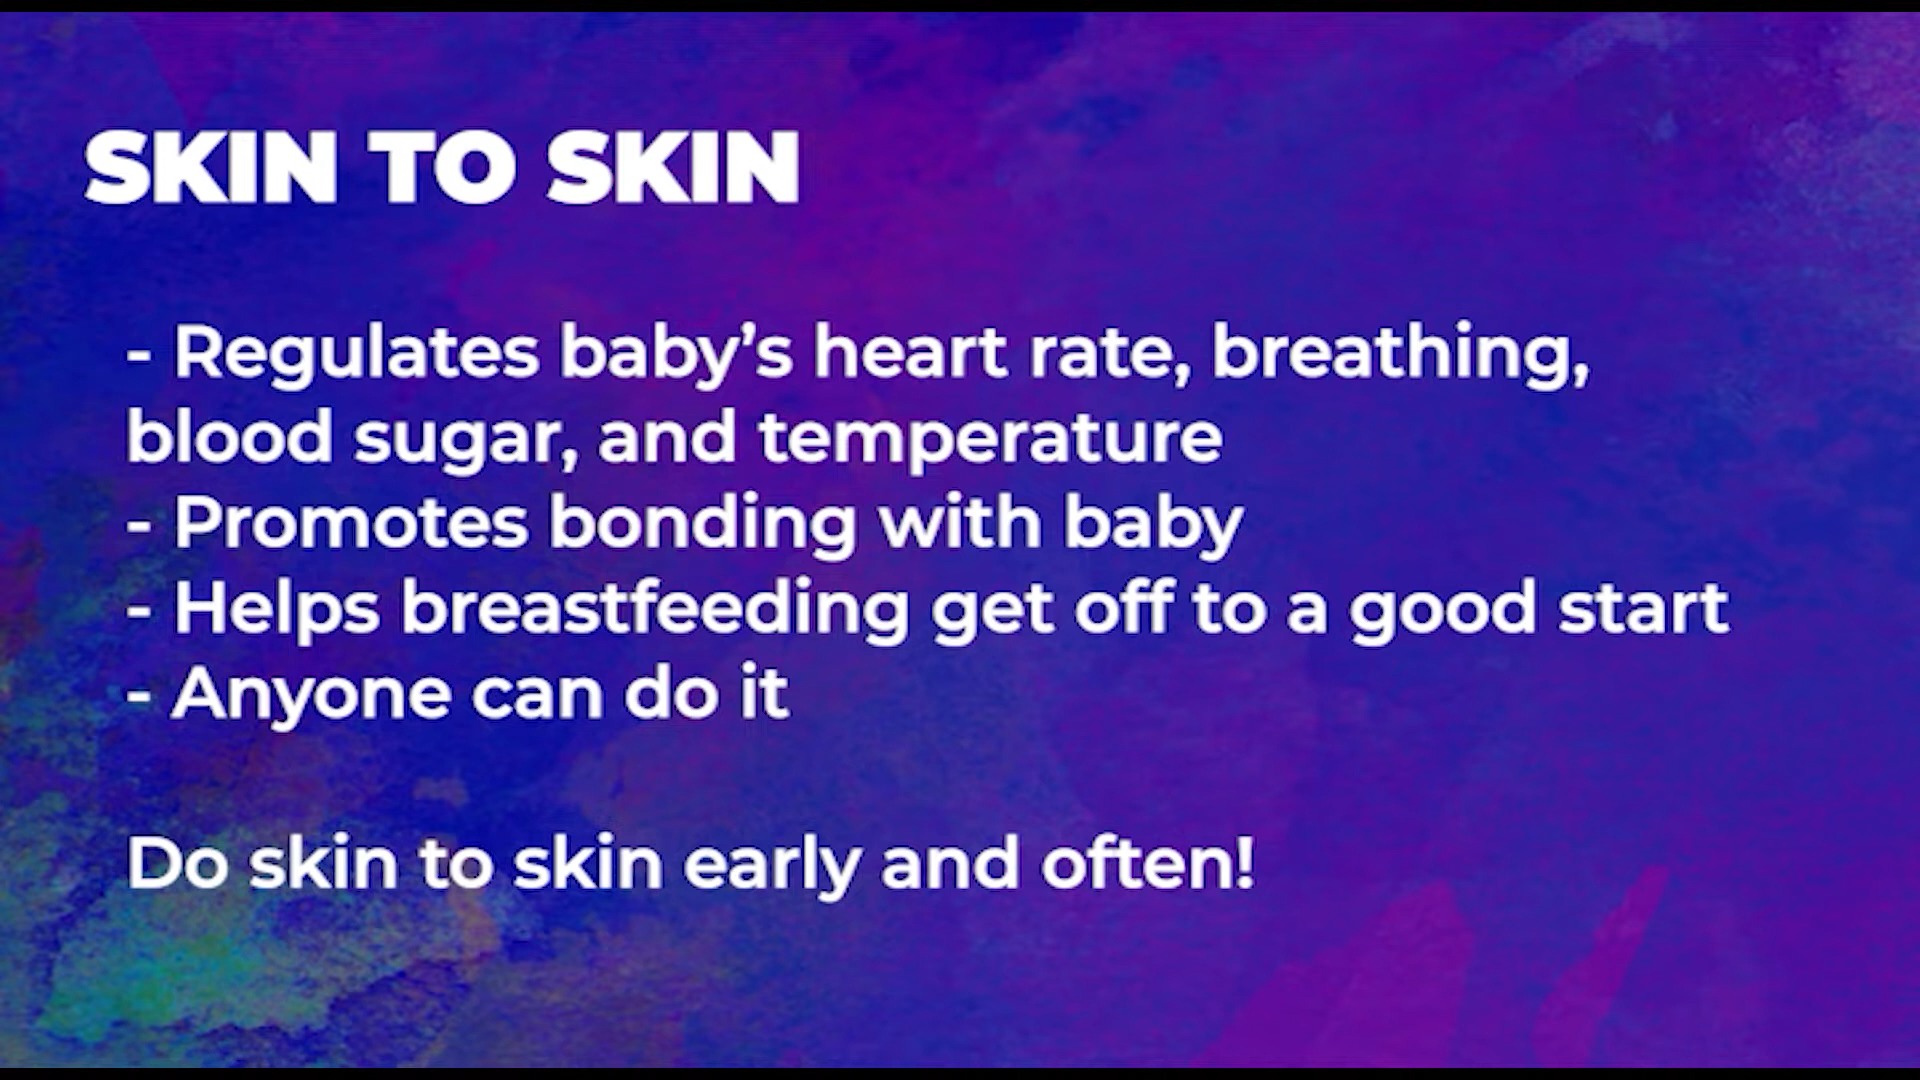 SKIN TO SKIN
- Regulates baby’s heart rate, breathing,
blood sugar, and temperature
- Promotes bonding with baby
- Helps breastfeeding get off to a good start
- Anyone can do it
Do skin to skin early and often!